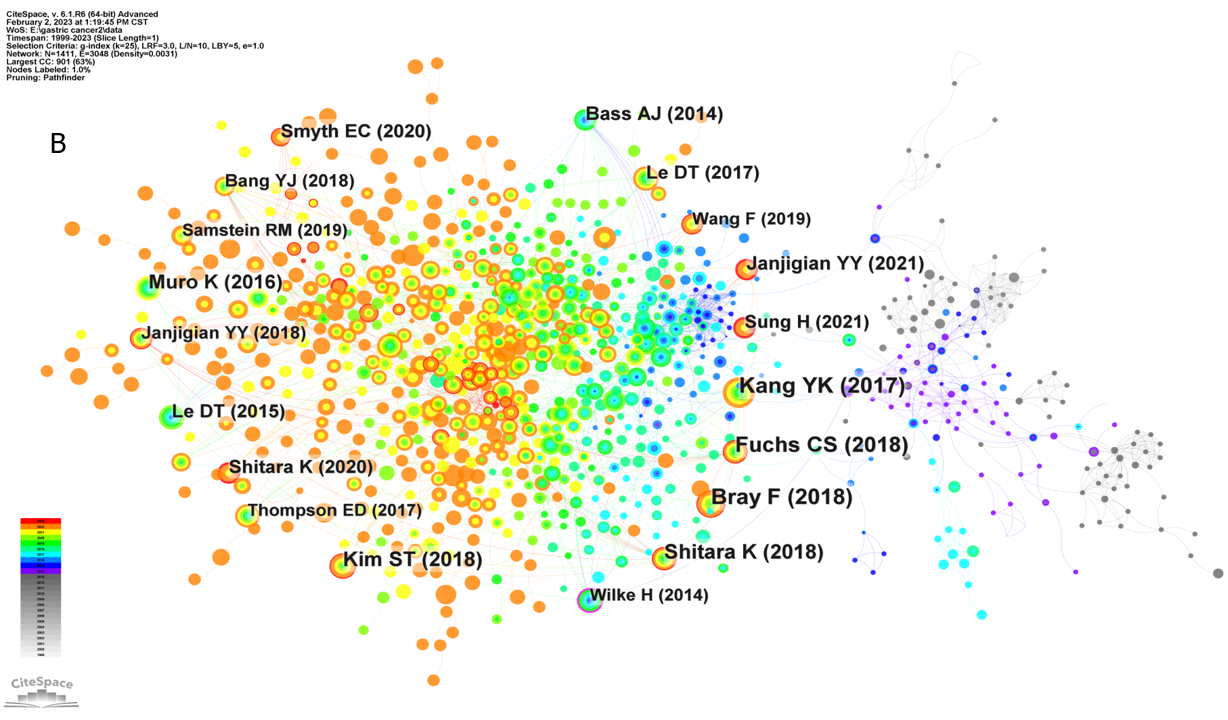 CiteSpace, v. 6.1.R6 (64-bit) Advanced
February 2, 2023 at 1:19:45 PM CST
WoS: E:\gastric cancer2\data
Timespan: 1999-2023 (Slice Length=1)
Selection Criteria: g-index (k=25), LRF=3.0, L/N=10, LBY=5, e=1.0
Network: N=1411, E=3048 (Density=0.0031)
Largest CC: 901 (63%)
Nodes Labeled: 1.0%
Pruning: Pathfinder
B
Bass AJ (2014)
Smyth EC (2020)
Le DT (2017)
Bang YJ (2018)
Wang F (2019)
Samstein RM (2019)
Janjigian YY (2021)
Muro K (2016)
Sung H (2021)
Janjigian YY (2018)
Kang YK (2017)
Le DT (2015)
Fuchs CS (2018)
Shitara K (2020)
Bray F (2018)
Thompson ED (2017)
Shitara K (2018)
Kim ST (2018)
Wilke H (2014)
CiteSpace